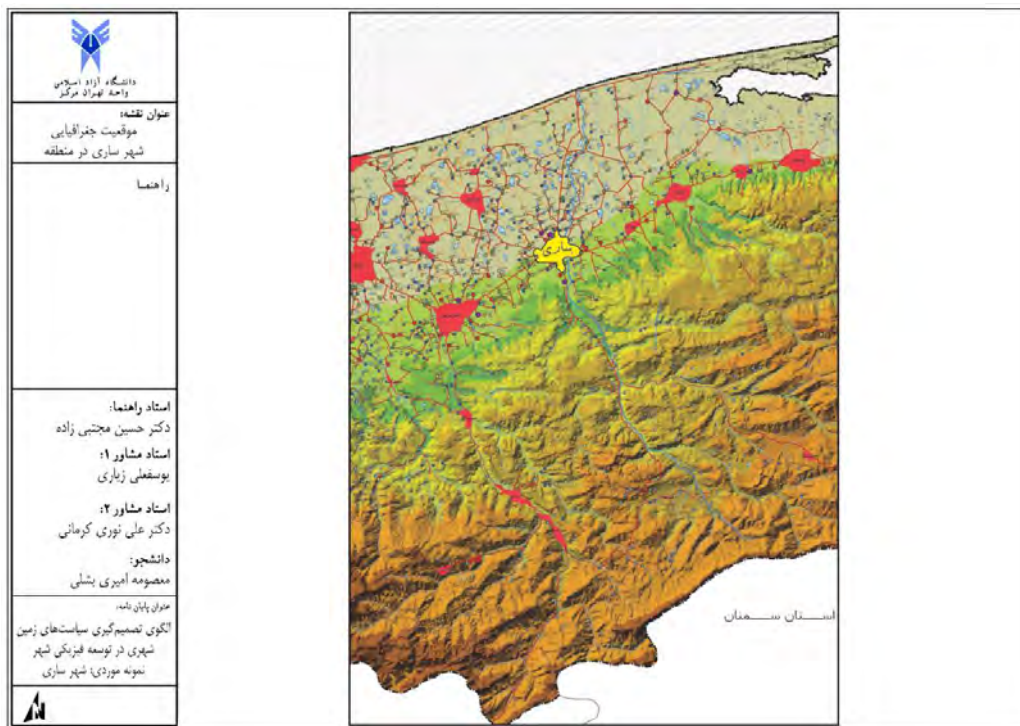 دانشگاه آزاد اسلامی
واحد تهران مرکز
عنوان نقشه:
موقعیت جغرافیایی
شهر ساری در منطقه
راهنما
استاد راهنما:
دکتر حسین مجتبی زاده
استاد مشاور ۱:
یوسفعلی زیاری
استاد مشاور ۲:
دکتر علی نوری کرمانی
دانشجو:
معصومه امیری بشلی
عنوان پایان نامه:
الگوی تصمیم‌گیری سیاست‌های زمین
شهری در توسعه فیزیکی شهر
نمونه موردی: شهر ساری
ساری
استان سمنان